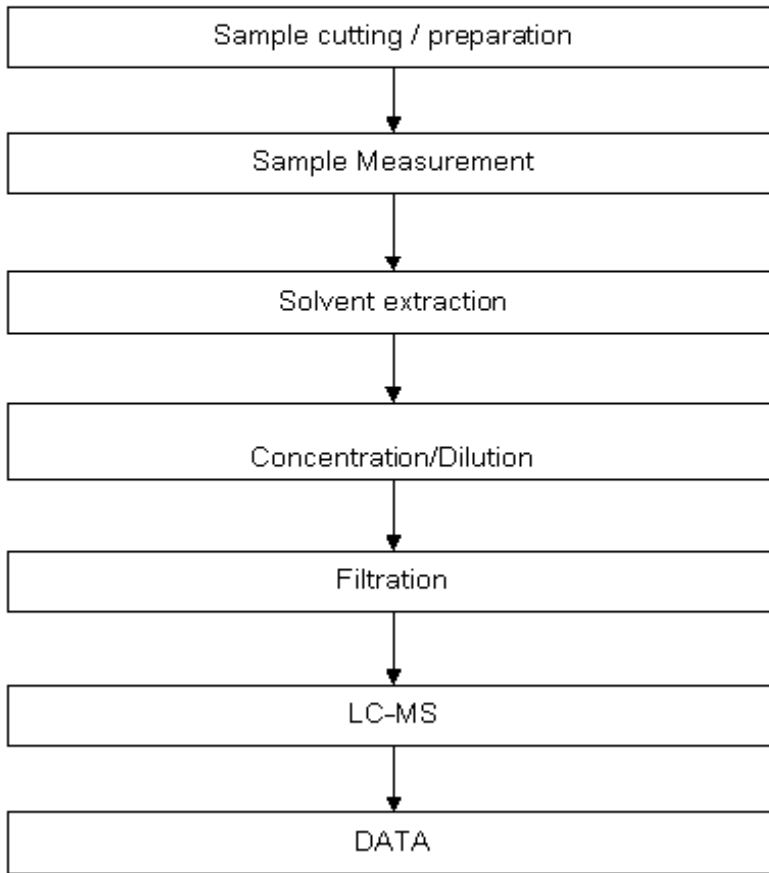 Sample cutting / preparation
Sample Measurement
Solvent extraction
Concentration/Dilution
Filtration
LC-MS
DATA